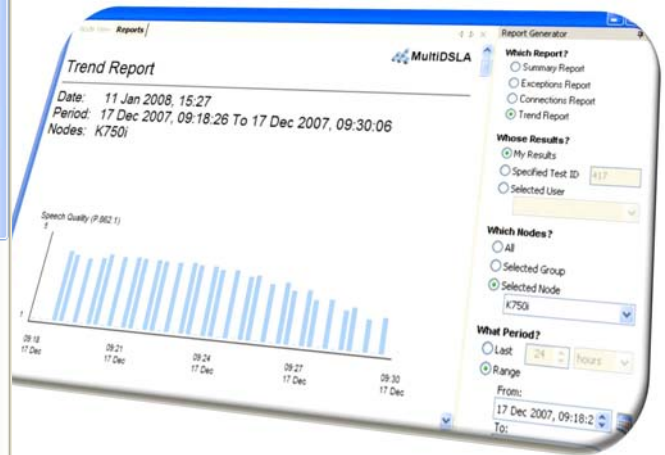 Node View Reports
MultiDSLA
Trend Report
Date: 11 Jan 2008, 15:27
Period: 17 Dec 2007, 09:18:26 To 17 Dec 2007, 09:30:06
Nodes: K750i
Speech Quality (P.862.1)
5
1
09:18 09:21 09:24 09:27 09:30
17 Dec 17 Dec 17 Dec 17 Dec 17 Dec
Report Generator
Which Report?
Summary Report
Exceptions Report
Connections Report
Trend Report
Whose Results?
My Results
Specified Test ID 417
Selected User
Which Nodes?
All
Selected Group
Selected Node
K750i
What Period?
Last 24 hours
Range
From:
17 Dec 2007, 09:18:2
To: